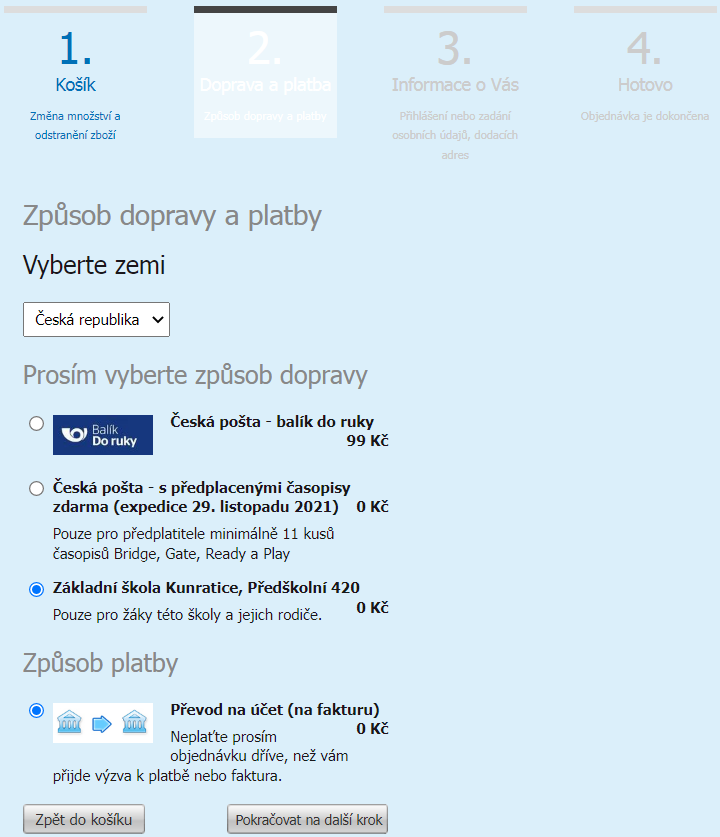 1.
Košík
Změna množství a
odstranění zboží
2.
Doprava a platba
Způsob dopravy a platby
3.
Informace o Vás
Přihlášení nebo zadání
osobních údajů, dodacích
adres
4.
Hotovo
Objednávka je dokončena
Způsob dopravy a platby
Vyberte zemi
Česká republika
Prosím vyberte způsob dopravy
Balík
Do ruky
Česká pošta - balík do ruky
99 Kč
Česká pošta - s předplacenými časopisy
zdarma (expedice 29. listopadu 2021) 0 Kč
Pouze pro předplatitele minimálně 11 kusů
časopisů Bridge, Gate, Ready a Play
Základní škola Kunratice, Předškolní 420
0 Kč
Pouze pro žáky této školy a jejich rodiče.
Způsob platby
Převod na účet (na fakturu)
0 Kč
Neplaťte prosím
objednávku dříve, než vám
přijde výzva k platbě nebo faktura.
Zpět do košíku
Pokračovat na další krok